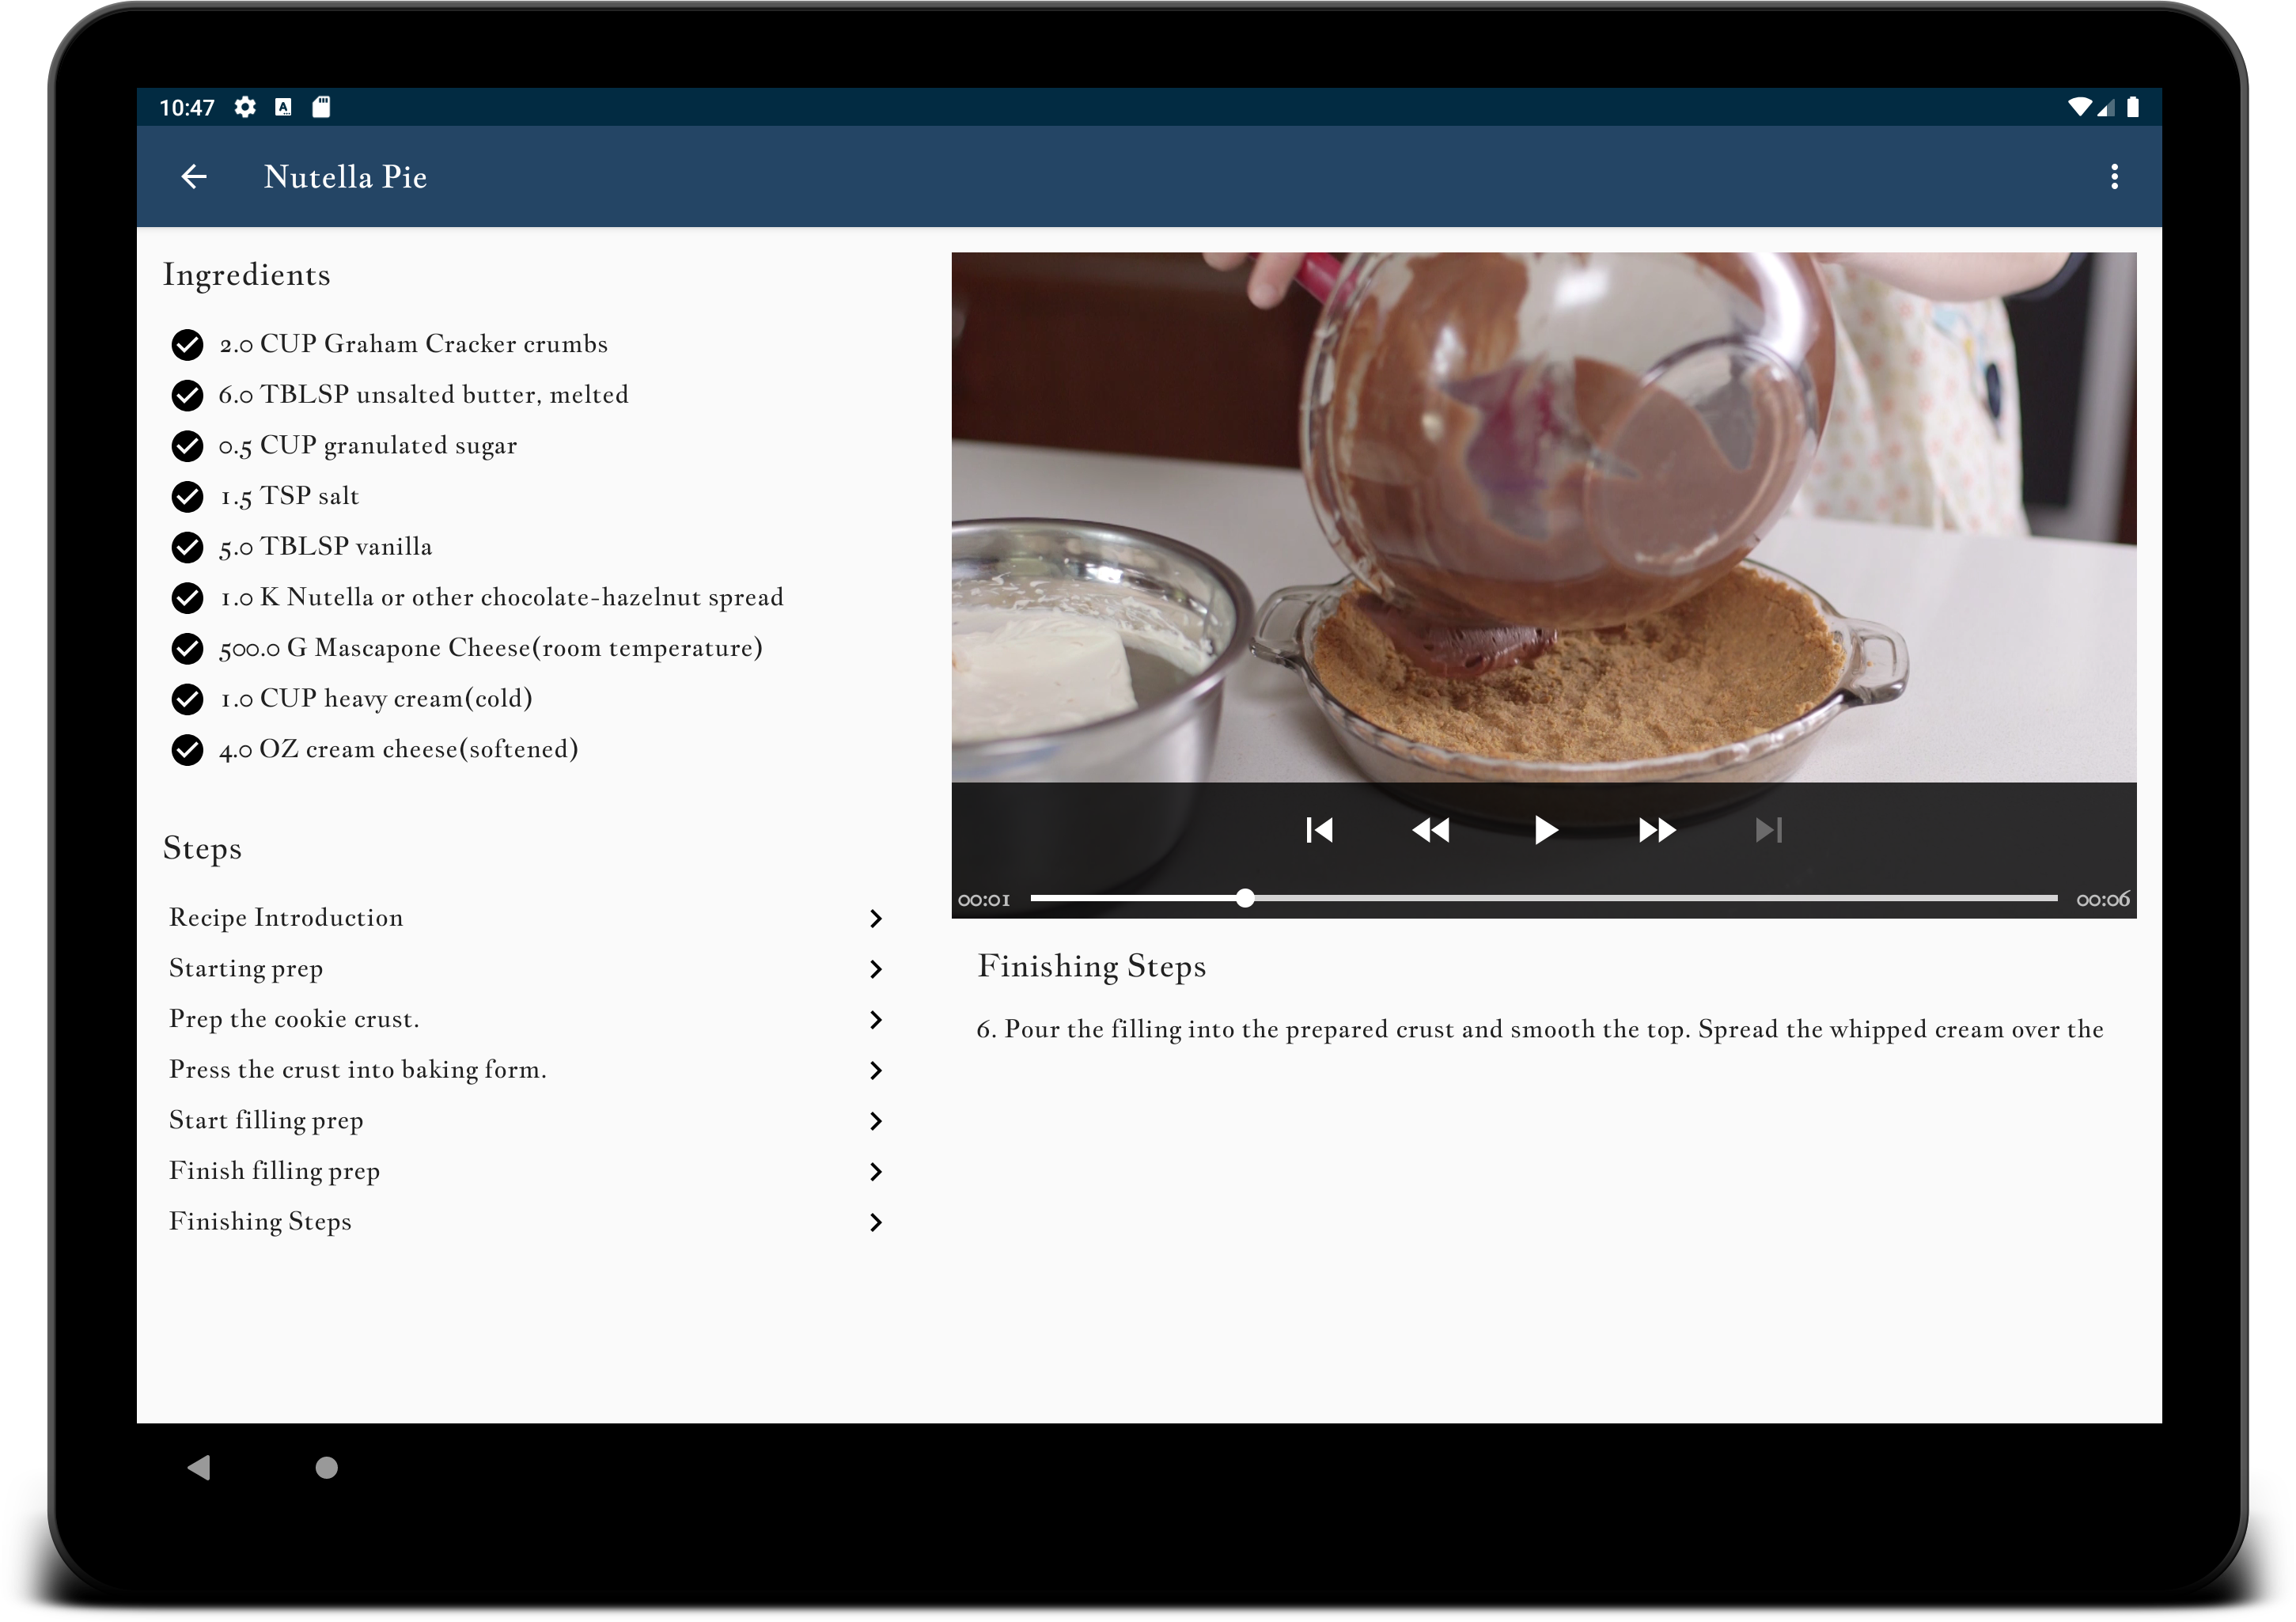 10:47
Nutella Pie
Ingredients
2.0 CUP Graham Cracker crumbs
6.0 TBLSP unsalted butter, melted
0.5 CUP granulated sugar
1.5 TSP salt
5.0 TBLSP vanilla
1.0 K Nutella or other chocolate-hazelnut spread
500.0 G Mascapone Cheese(room temperature)
1.0 CUP heavy cream(cold)
4.0 OZ cream cheese(softened)
Steps
Recipe Introduction
Starting prep
Prep the cookie crust.
Press the crust into baking form.
Start filling prep
Finish filling prep
Finishing Steps
00:01
00:06
Finishing Steps
6. Pour the filling into the prepared crust and smooth the top. Spread the whipped cream over the